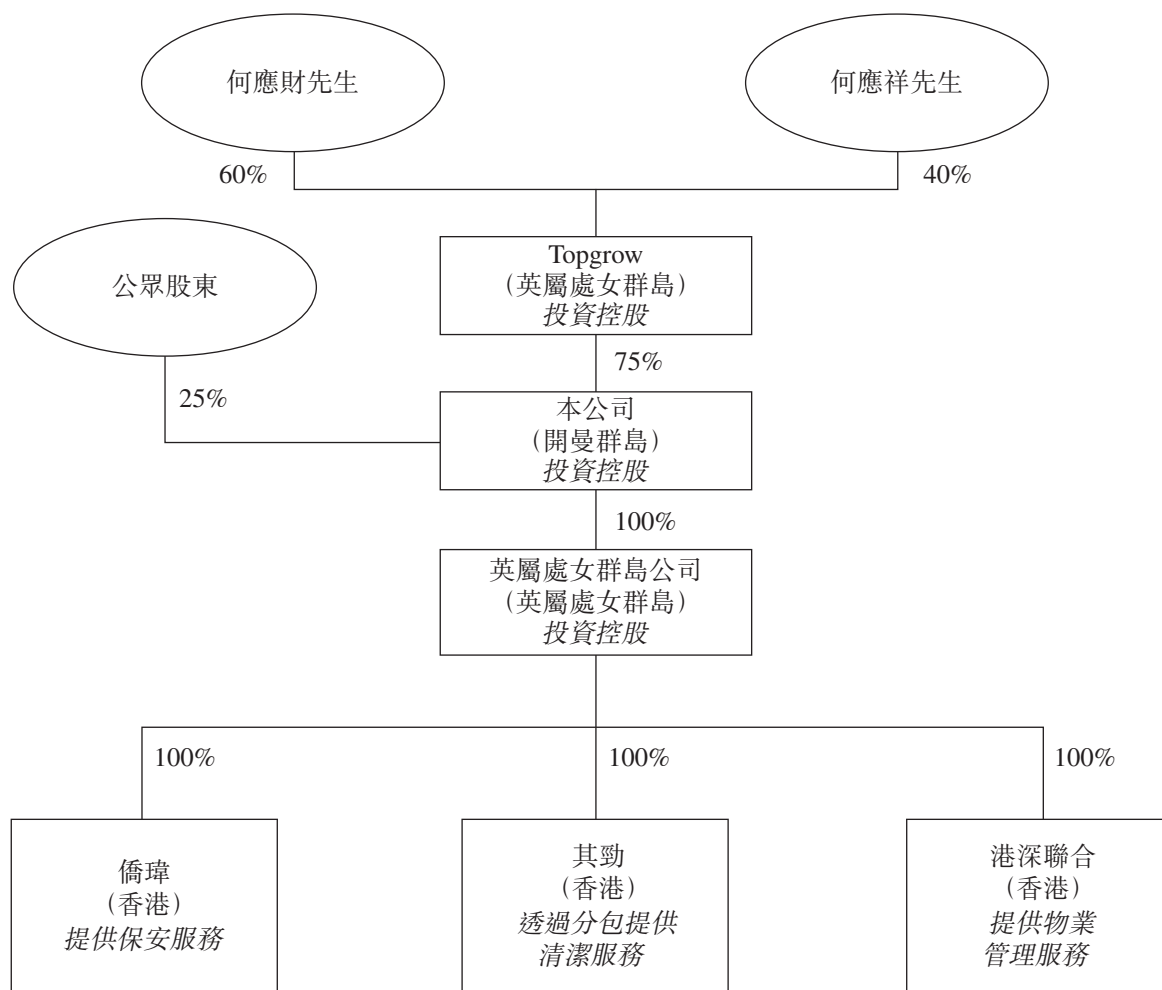 何應財先生
何應祥先生
60%
40%
Topgrow
(英屬處女群島)
投資控股
公眾股東
75%
25%
本公司
(開曼群島)
投資控股
100%
英屬處女群島公司
(英屬處女群島)
投資控股
100%
100%
100%
僑瑋
(香港)
提供保安服務
其勁
(香港)
透過分包提供
清潔服務
港深聯合
(香港)
提供物業
管理服務